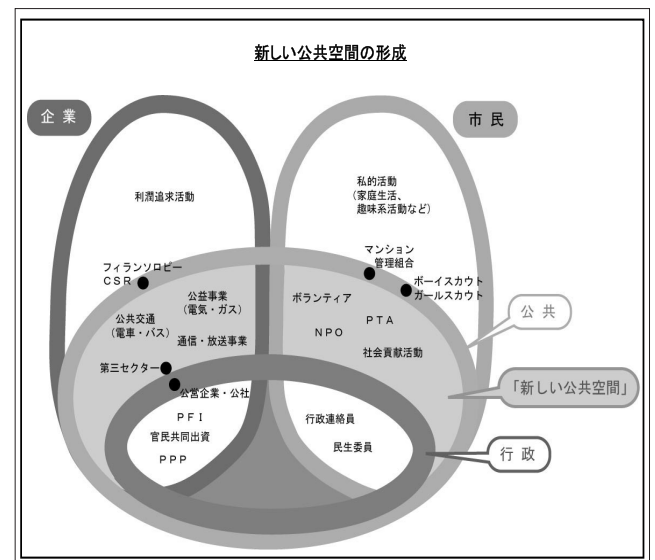 新しい公共空間の形成
企業
市民
利潤追求活動
私的活動
(家庭生活、
趣味系活動など)
フィランソロピー
CSR
マンション
管理組合
ボーイスカウト
ガールスカウト
公益事業
(電気・ガス)
公共交通
(電車・バス)
通信・放送事業
ボランティア
PTA
NPO
社会貢献活動
公共
「新しい公共空間」
第三セクター
公営企業・公社
PFI
官民共同出資
PPP
行政連絡員
民生委員
行政